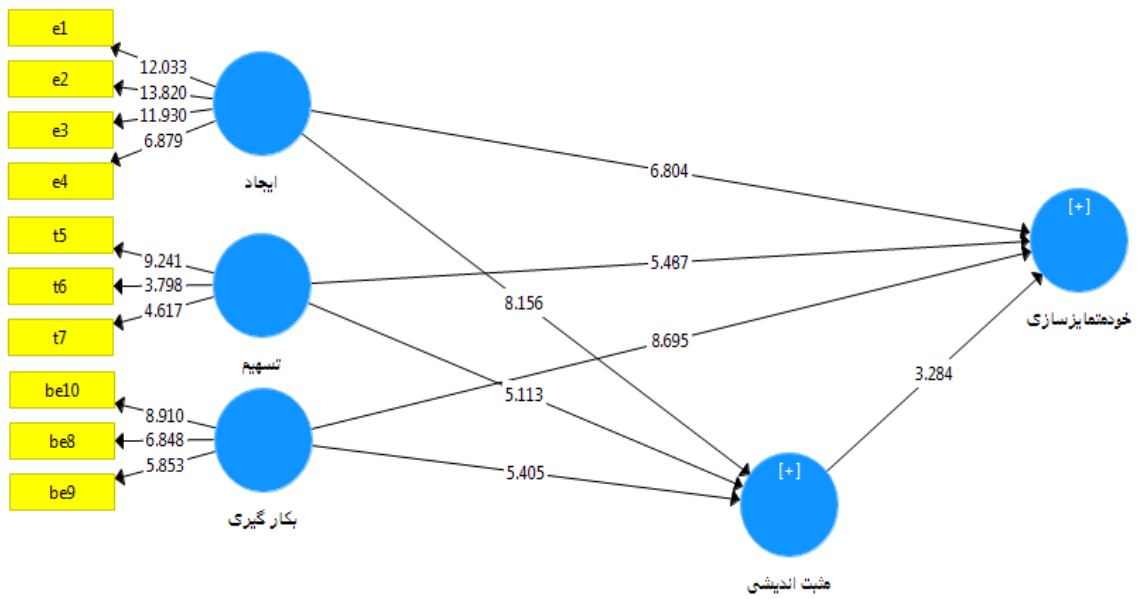 e1
12.033
e2
13.820
e3
11.930
6.879
e4
ایجاد
6.804
[+]
خودمتمایزسازی
t5
9.241
t6
3.798
5.487
t7
4.617
8.156
تسهیم
8.695
3.284
be10
8.910
5.113
be8
6.848
5.853
be9
5.405
[+]
بکار گیری
مثبت اندیشی